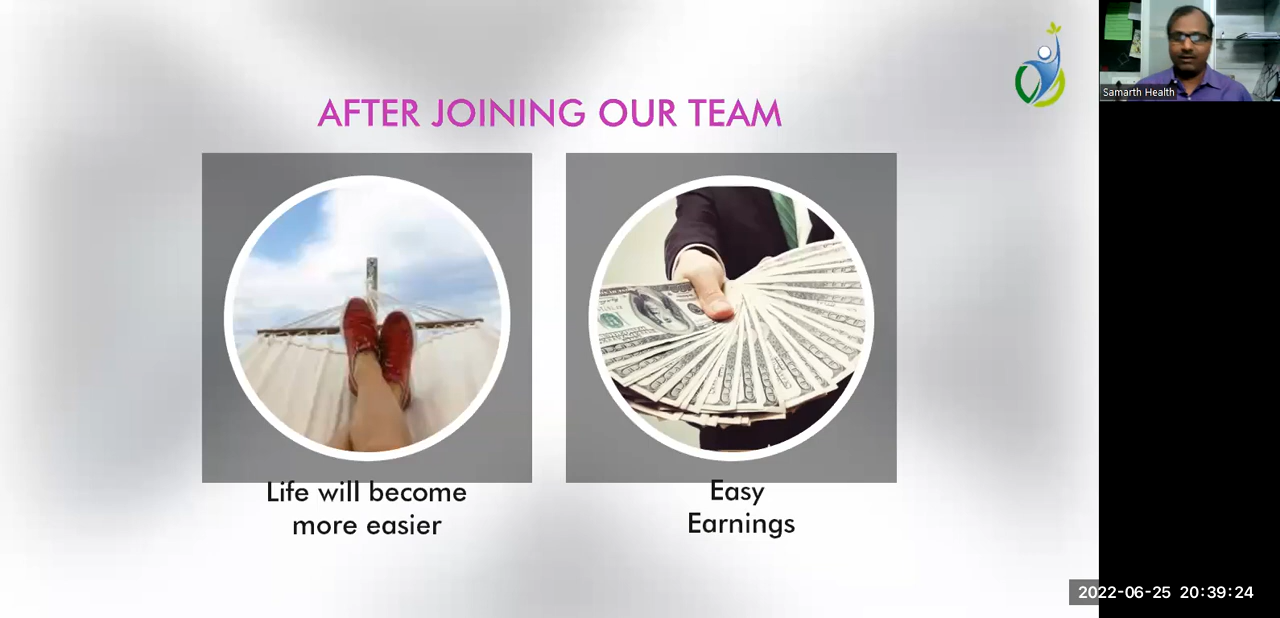 AFTER JOINING OUR TEAM
Life will become
more easier
Easy
Earnings
Samarth Health
2022-06-25 20:39:24